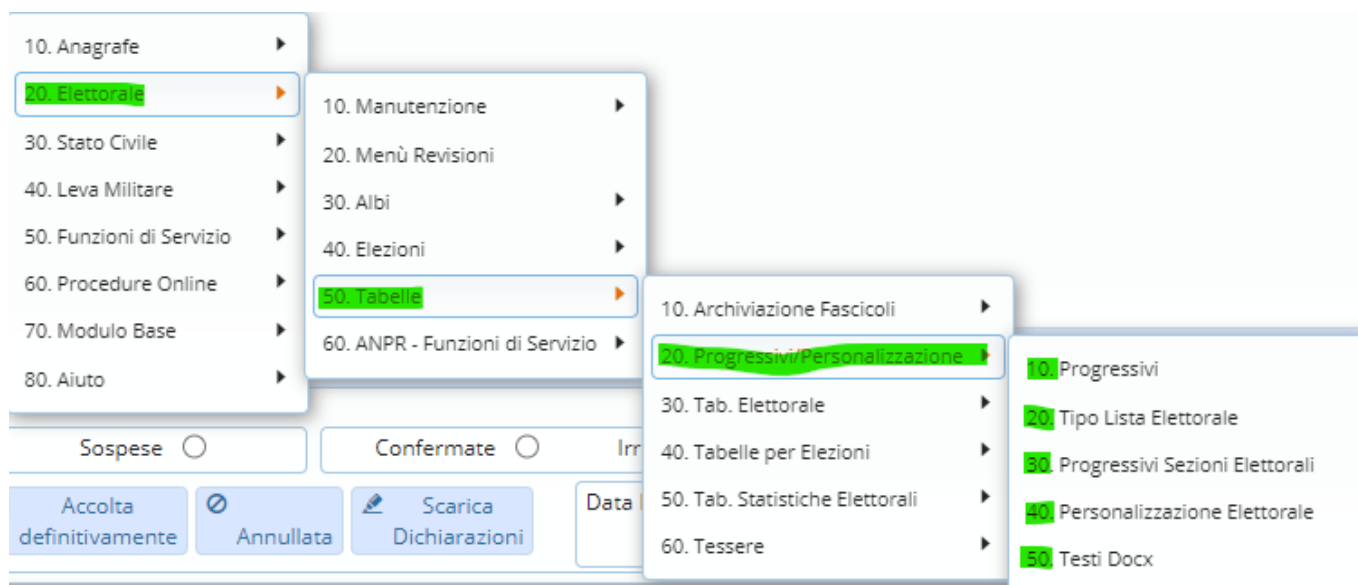 10. Anagrafe
20. Elettorale
30. Stato Civile
40. Leva Militare
50. Funzioni di Servizio
60. Procedure Online
70. Modulo Base
80. Aiuto
10. Manutenzione
20. Menù Revisioni
30. Albi
40. Elezioni
50. Tabelle
60. ANPR - Funzioni di Servizio
10. Archiviazione Fascicoli
20. Progressivi/Personalizzazione
30. Tab. Elettorale
40. Tabelle per Elezioni
50. Tab. Statistiche Elettorali
60. Tessere
10. Progressivi
20. Tipo Lista Elettorale
30. Progressivi Sezioni Elettorali
40. Personalizzazione Elettorale
50. Testi Docx
Sospese
Confermate
Irr
Accolta
definitivamente
Annullata
Scarica
Dichiarazioni
Data